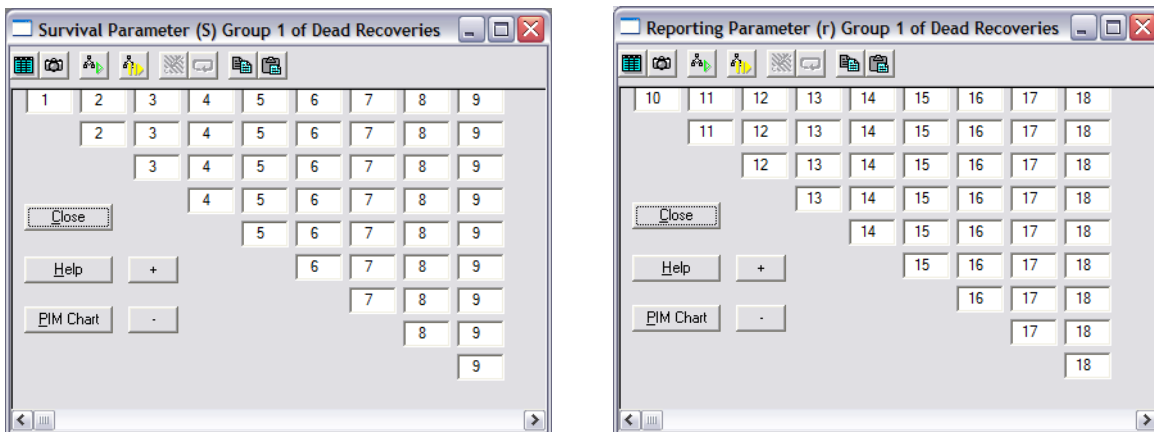 Survival Parameter (S) Group 1 of Dead Recoveries
1 2 3 4 5 6 7 8 9
2 3 4 5 6 7 8 9
3 4 5 6 7 8 9
4 5 6 7 8 9
Close
5 6 7 8 9
Help + 6 7 8 9
7 8 9
PIM Chart -
8 9
9
Reporting Parameter (r) Group 1 of Dead Recoveries
10 11 12 13 14 15 16 17 18
11 12 13 14 15 16 17 18
12 13 14 15 16 17 18
13 14 15 16 17 18
Close
14 15 16 17 18
Help + 15 16 17 18
16 17 18
PIM Chart -
17 18
18